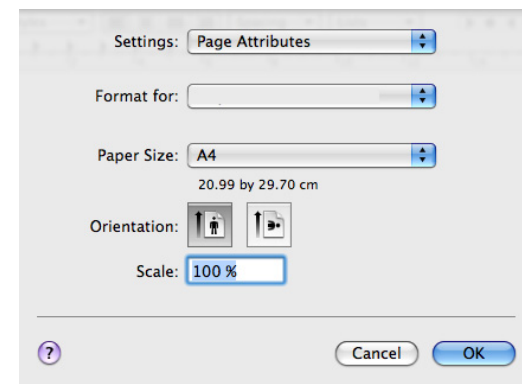 Settings: Page Attributes
Format for:
Paper Size: A4
20.99 by 29.70 cm
Orientation:
Scale: 100 %
? Cancel OK